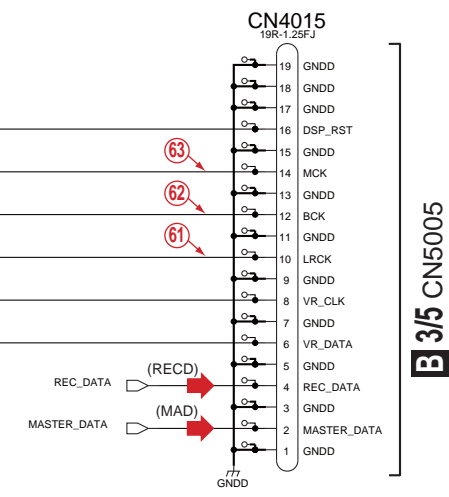 CN4015
19R-1.25FJ
19 GNDD
18 GNDD
17 GNDD
16 DSP_RST
15 GNDD
63
14 MCK
13 GNDD
62
12 BCK
11 GNDD
61
10 LRCK
9 GNDD
8 VR_CLK
7 GNDD
6 VR_DATA
5 GNDD
(RECD)
REC_DATA
4 REC_DATA
3 GNDD
(MAD)
MASTER_DATA
2 MASTER_DATA
1 GNDD
GNDD
B 3/5 CN5005